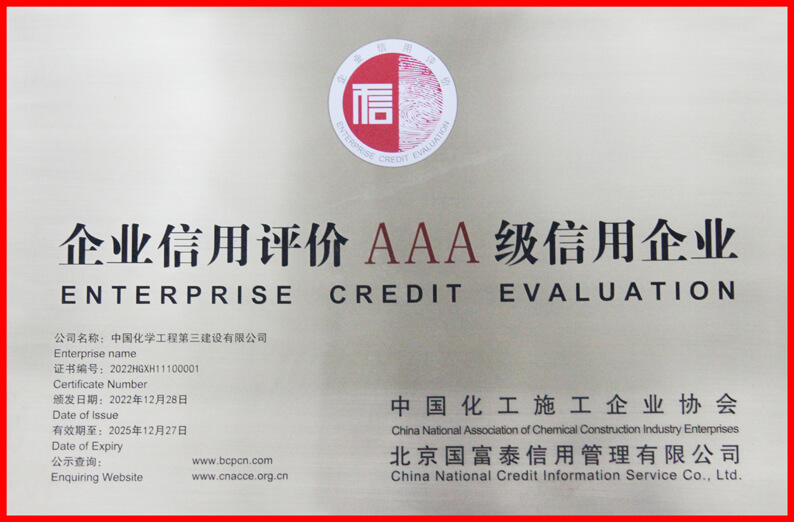 企业信用评价
信
ENTERPRISE CREDIT EVALUATION
企业信用评价 AAA 级信用企业
ENTERPRISE CREDIT EVALUATION
公司名称：中国化学工程第三建设有限公司
Enterprise name
证书编号：2022HGXH11100001
Certificate Number
颁发日期：2022年12月28日
Date of Issue
有效期至：2025年12月27日
Date of Expiry
公示查询： www.bcpcn.com
Enquiring Website www.cnacce.org.cn
中国化工施工企业协会
China National Association of Chemical Construction Industry Enterprises
北京国富泰信用管理有限公司
China National Credit Information Service Co., Ltd.